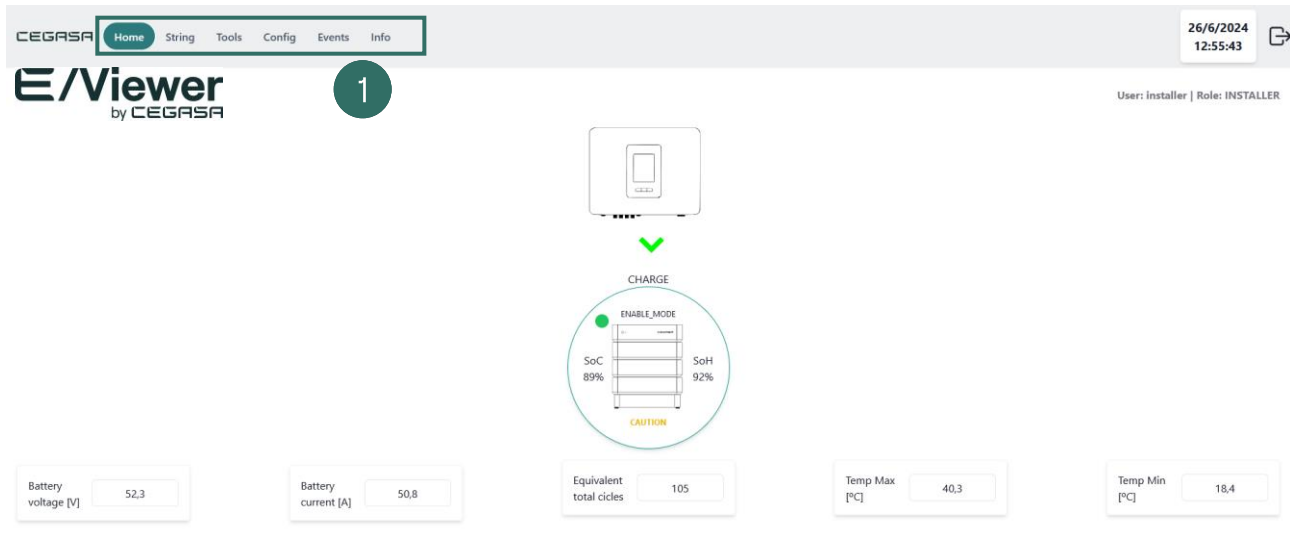 CEGASA Home String Tools Config Events Info
26/6/2024
12:55:43
E/Viewer
by CEGASA
1
User: installer | Role: INSTALLER
CHARGE
ENABLE_MODE
SoC
89%
SoH
92%
CAUTION
Battery
voltage [V]
52,3
Battery
current [A]
50,8
Equivalent
total cicles
105
Temp Max
[ºC]
40,3
Temp Min
[ºC]
18,4